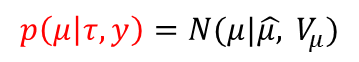 p(μ|τ, y) = N(μ|μ̂, V_μ)